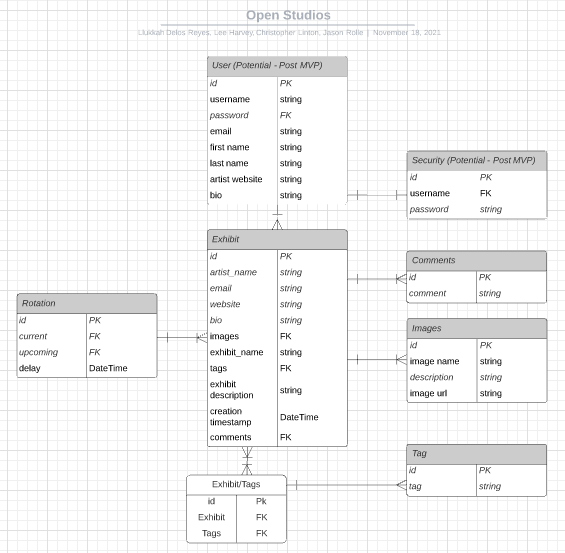 Open Studios
Llukkah Delos Reyes, Lee Harvey, Christopher Linton, Jason Rolle | November 18, 2021
User (Potential - Post MVP)
id PK
username string
password FK
email string
first name string
last name string
artist website string
bio string
Security (Potential - Post MVP)
id PK
username FK
password string
Exhibit
id PK
artist_name string
email string
website string
bio string
images FK
exhibit_name string
tags FK
exhibit
description string
creation
timestamp DateTime
comments FK
Comments
id PK
comment string
Rotation
id PK
current FK
upcoming FK
delay DateTime
Images
id PK
image name string
description string
image url string
Tag
id PK
tag string
Exhibit/Tags
id Pk
Exhibit FK
Tags FK